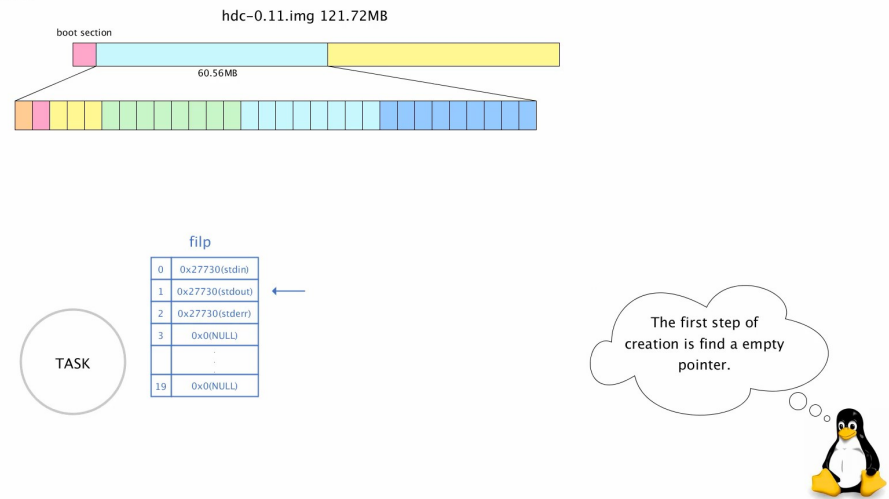 hdc-0.11.img 121.72MB
boot section
60.56MB
filp
0 0x27730(stdin)
1 0x27730(stdout)
2 0x27730(stderr)
3 0x0(NULL)
19 0x0(NULL)
TASK
The first step of
creation is find a empty
pointer.